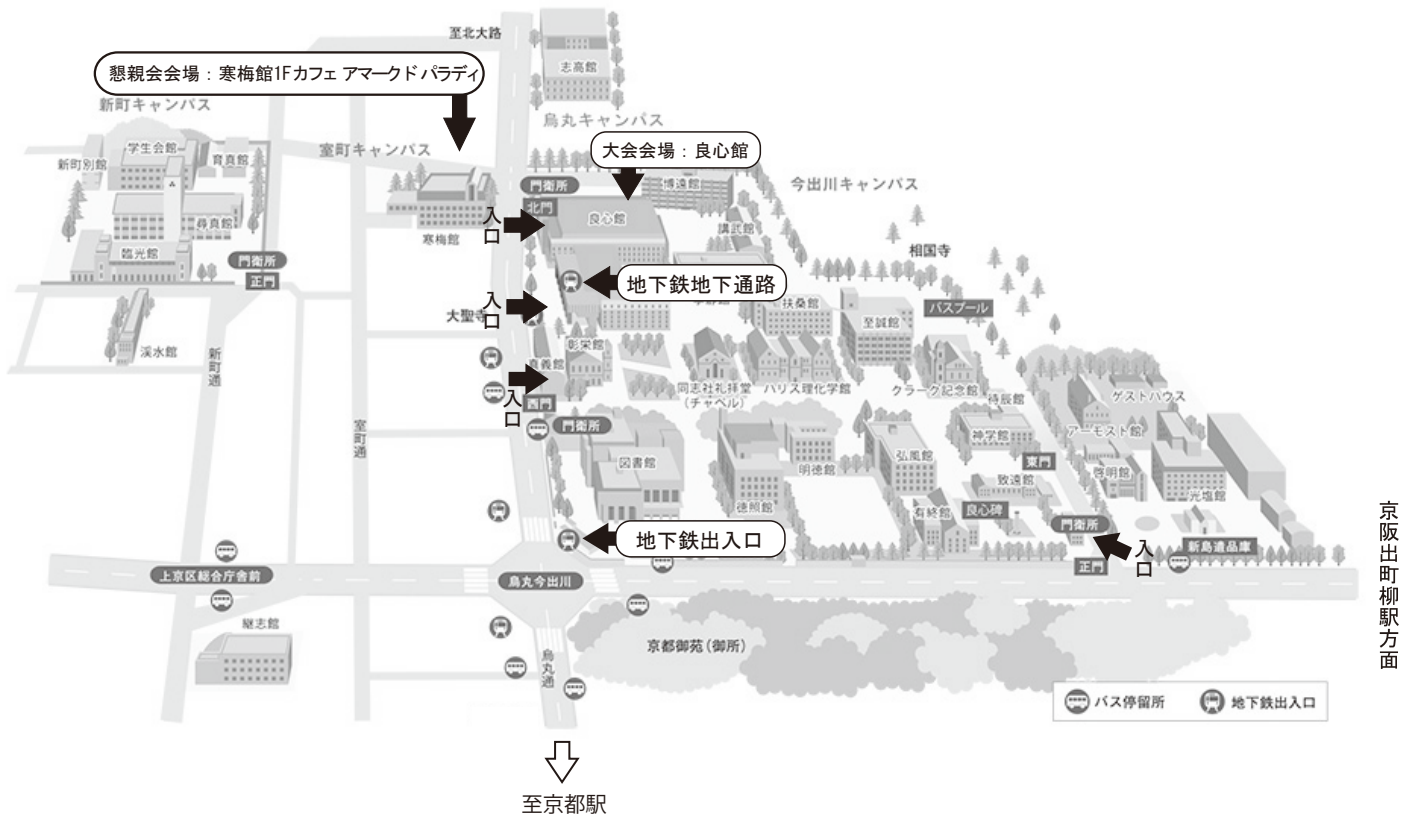 至北大路
志高館
懇親会会場：寒梅館1Fカフェ アマークド パラディ
新町キャンパス
烏丸キャンパス
学生会館
育真館
新町別館
室町キャンパス
大会会場：良心館
博遠館
今出川キャンパス
門衛所
北門
良心館
尋真館
入口
寒梅館
講武館
臨光館
門衛所
正門
相国寺
地下鉄地下通路
扶桑館
入口
大聖寺
至誠館
バスプール
渓水館
彰栄館
新町通
真義館
同志社礼拝堂
（チャペル）
ハリス理化学館
クラーク記念館
入口
西門
待辰館
ゲストハウス
室町通
門衛所
神学館
アーモスト館
図書館
明徳館
弘風館
東門
啓明館
致遠館
光塩館
徳照館
有終館
良心碑
門衛所
地下鉄出入口
入口
新島遺品庫
正門
京阪出町柳駅方面
上京区総合庁舎前
烏丸今出川
継志館
烏丸通
京都御苑（御所）
バス停留所
地下鉄出入口
至京都駅